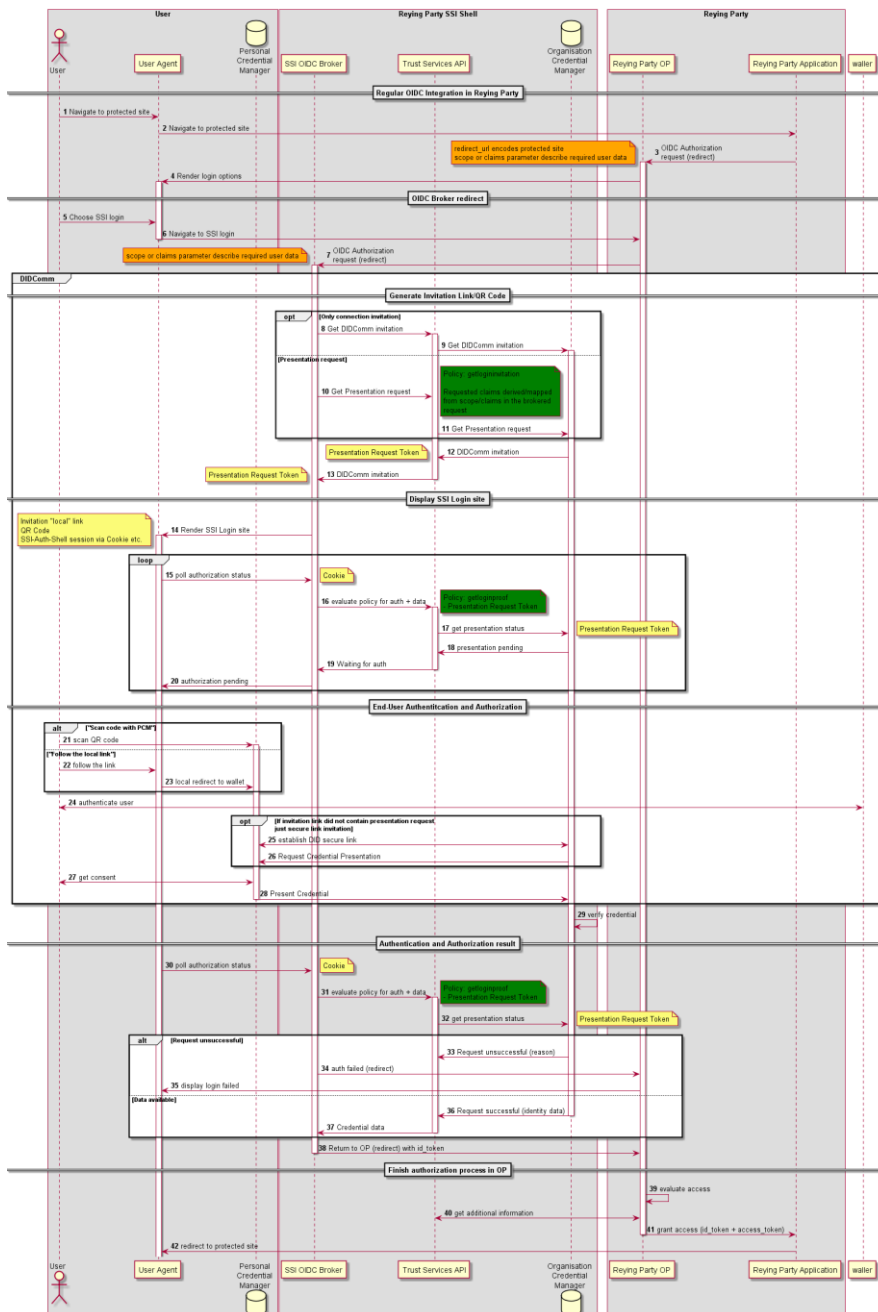 User
Reying Party SSI Shell
Reying Party
User
User Agent
Personal
Credential
Manager
SSI OIDC Broker
Trust Services API
Organisation
Credential
Manager
Reying Party OP
Reying Party Application
waller
Regular OIDC Integration in Reying Party
1 Navigate to protected site
2 Navigate to protected site
redirect_url encodes protected site
scope or claims parameter describe required user data
3 OIDC Authorization
request (redirect)
4 Render login options
OIDC Broker redirect
5 Choose SSI login
6 Navigate to SSI login
scope or claims parameter describe required user data
7 OIDC Authorization
request (redirect)
DIDComm
Generate Invitation Link/QR Code
opt [Only connection invitation]
8 Get DIDComm invitation
9 Get DIDComm invitation
[Presentation request]
Policy: getlogininvitation
Requested claims derived/mapped
from scope/claims in the brokered
request
10 Get Presentation request
11 Get Presentation request
Presentation Request Token
12 DIDComm invitation
Presentation Request Token
13 DIDComm invitation
Display SSI Login site
Invitation "local" link
QR Code
SSI-Auth-Shell session via Cookie etc.
14 Render SSI Login site
loop
15 poll authorization status
Cookie
16 evaluate policy for auth + data
Policy: getloginproof
- Presentation Request Token
17 get presentation status
Presentation Request Token
18 presentation pending
19 Waiting for auth
20 authorization pending
End-User Authentitcation and Authorization
alt ["Scan code with PCM"]
21 scan QR code
["Follow the local link"]
22 follow the link
23 local redirect to wallet
24 authenticate user
opt [If invitation link did not contain presentation request,
just secure link invitation]
25 establish DID secure link
26 Request Credential Presentation
27 get consent
28 Present Credential
29 verify credential
Authentication and Authorization result
30 poll authorization status
Cookie
31 evaluate policy for auth + data
Policy: getloginproof
- Presentation Request Token
32 get presentation status
Presentation Request Token
alt [Request unsuccessful]
33 Request unsuccessful (reason)
34 auth failed (redirect)
35 display login failed
[Data available]
36 Request successful (identity data)
37 Credential data
38 Return to OP (redirect) with id_token
Finish authorization process in OP
39 evaluate access
40 get additional information
41 grant access (id_token + access_token)
42 redirect to protected site
User
User Agent
Personal
Credential
Manager
SSI OIDC Broker
Trust Services API
Organisation
Credential
Manager
Reying Party OP
Reying Party Application
waller